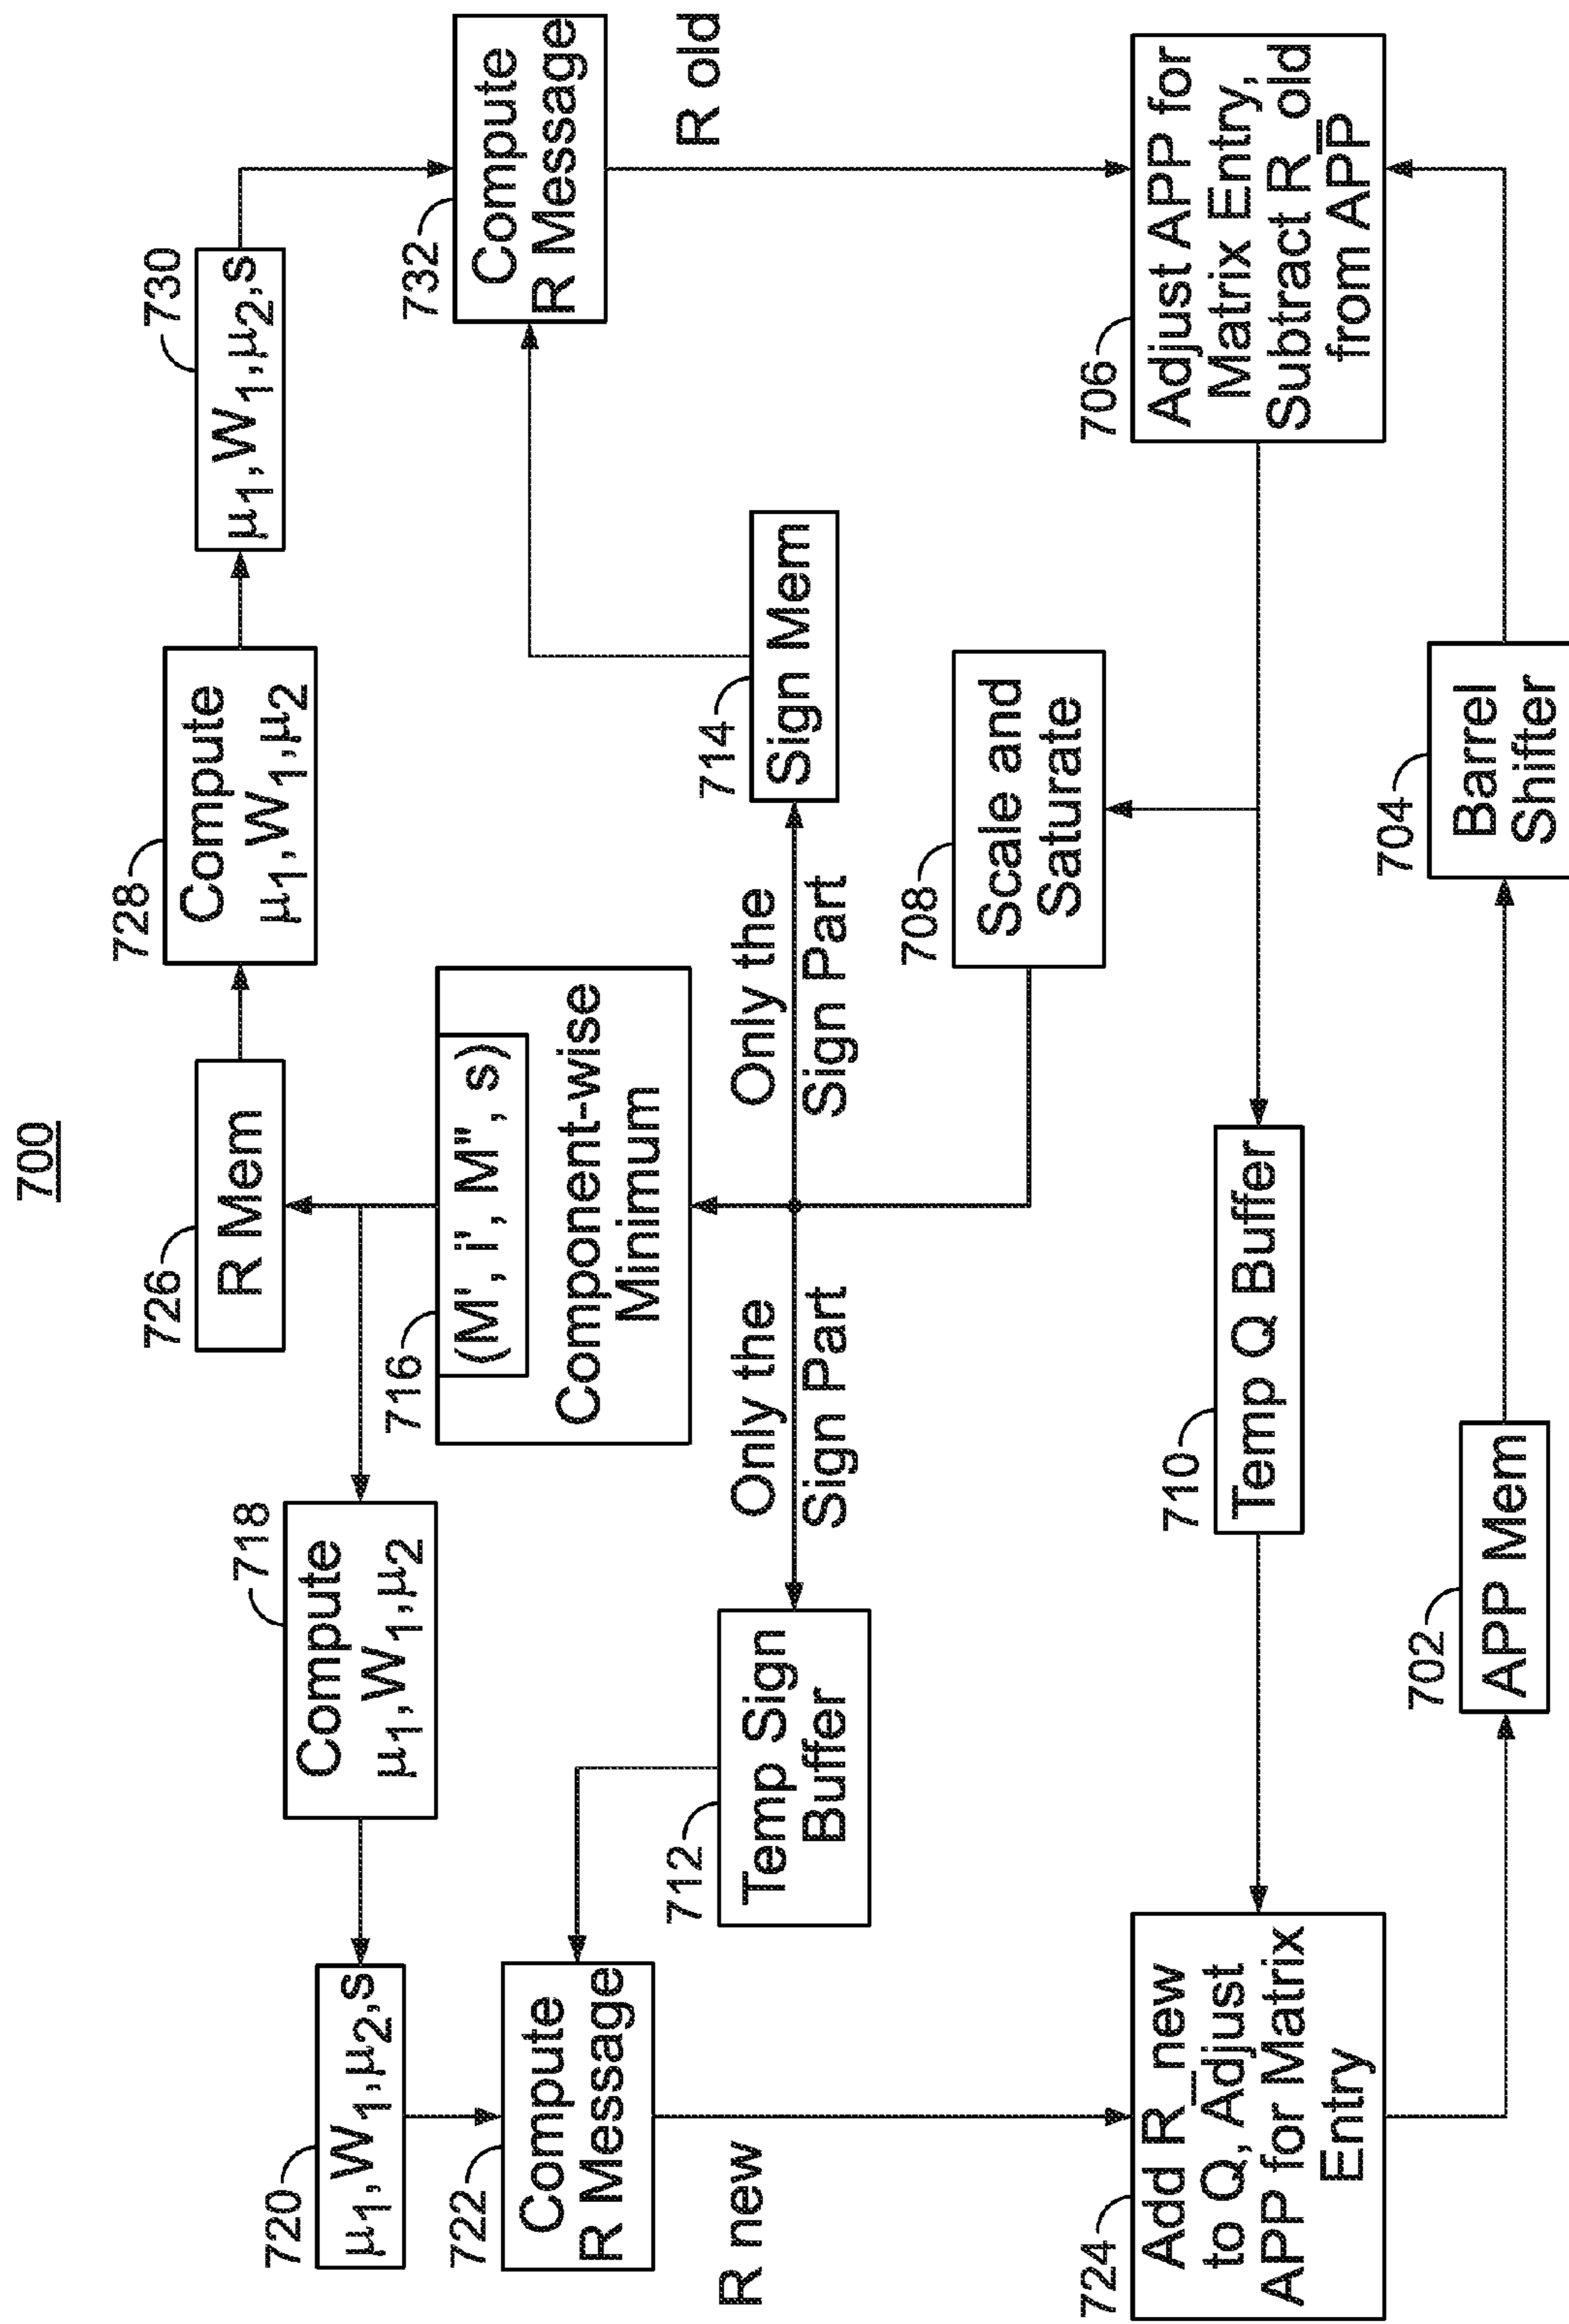 700
726
R Mem
728
Compute
μ1,W1,μ2
730
μ1,W1,μ2,s
718
Compute
μ1,W1,μ2
720
μ1,W1,μ2,s
716
(M', i', M'', s)
Component-wise
Minimum
732
Compute
R Message
R old
722
Compute
R Message
R new
712
Temp Sign
Buffer
Only the
Sign Part
Only the
Sign Part
714
Sign Mem
708
Scale and
Saturate
724
Add R_new
to Q, Adjust
APP for Matrix
Entry
710
Temp Q Buffer
706
Adjust APP for
Matrix Entry,
Subtract R_old
from APP
702
APP Mem
704
Barrel
Shifter